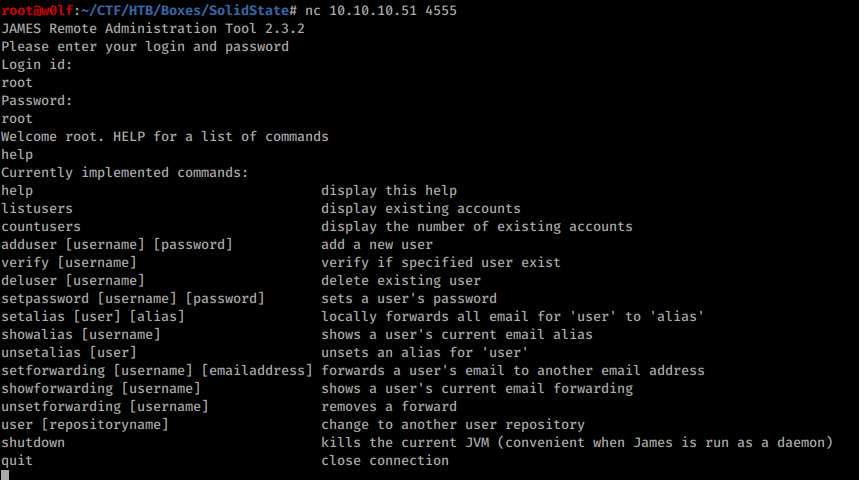 root@w0lf:~/CTF/HTB/Boxes/SolidState# nc 10.10.10.51 4555
JAMES Remote Administration Tool 2.3.2
Please enter your login and password
Login id:
root
Password:
root
Welcome root. HELP for a list of commands
help
Currently implemented commands:
help                                    display this help
listusers                               display existing accounts
countusers                              display the number of existing accounts
adduser [username] [password]           add a new user
verify [username]                       verify if specified user exist
deluser [username]                      delete existing user
setpassword [username] [password]       sets a user's password
setalias [user] [alias]                 locally forwards all email for 'user' to 'alias'
showalias [username]                    shows a user's current email alias
unsetalias [user]                       unsets an alias for 'user'
setforwarding [username] [emailaddress] forwards a user's email to another email address
showforwarding [username]               shows a user's current email forwarding
unsetforwarding [username]              removes a forward
user [repositoryname]                   change to another user repository
shutdown                                kills the current JVM (convenient when James is run as a daemon)
quit                                    close connection